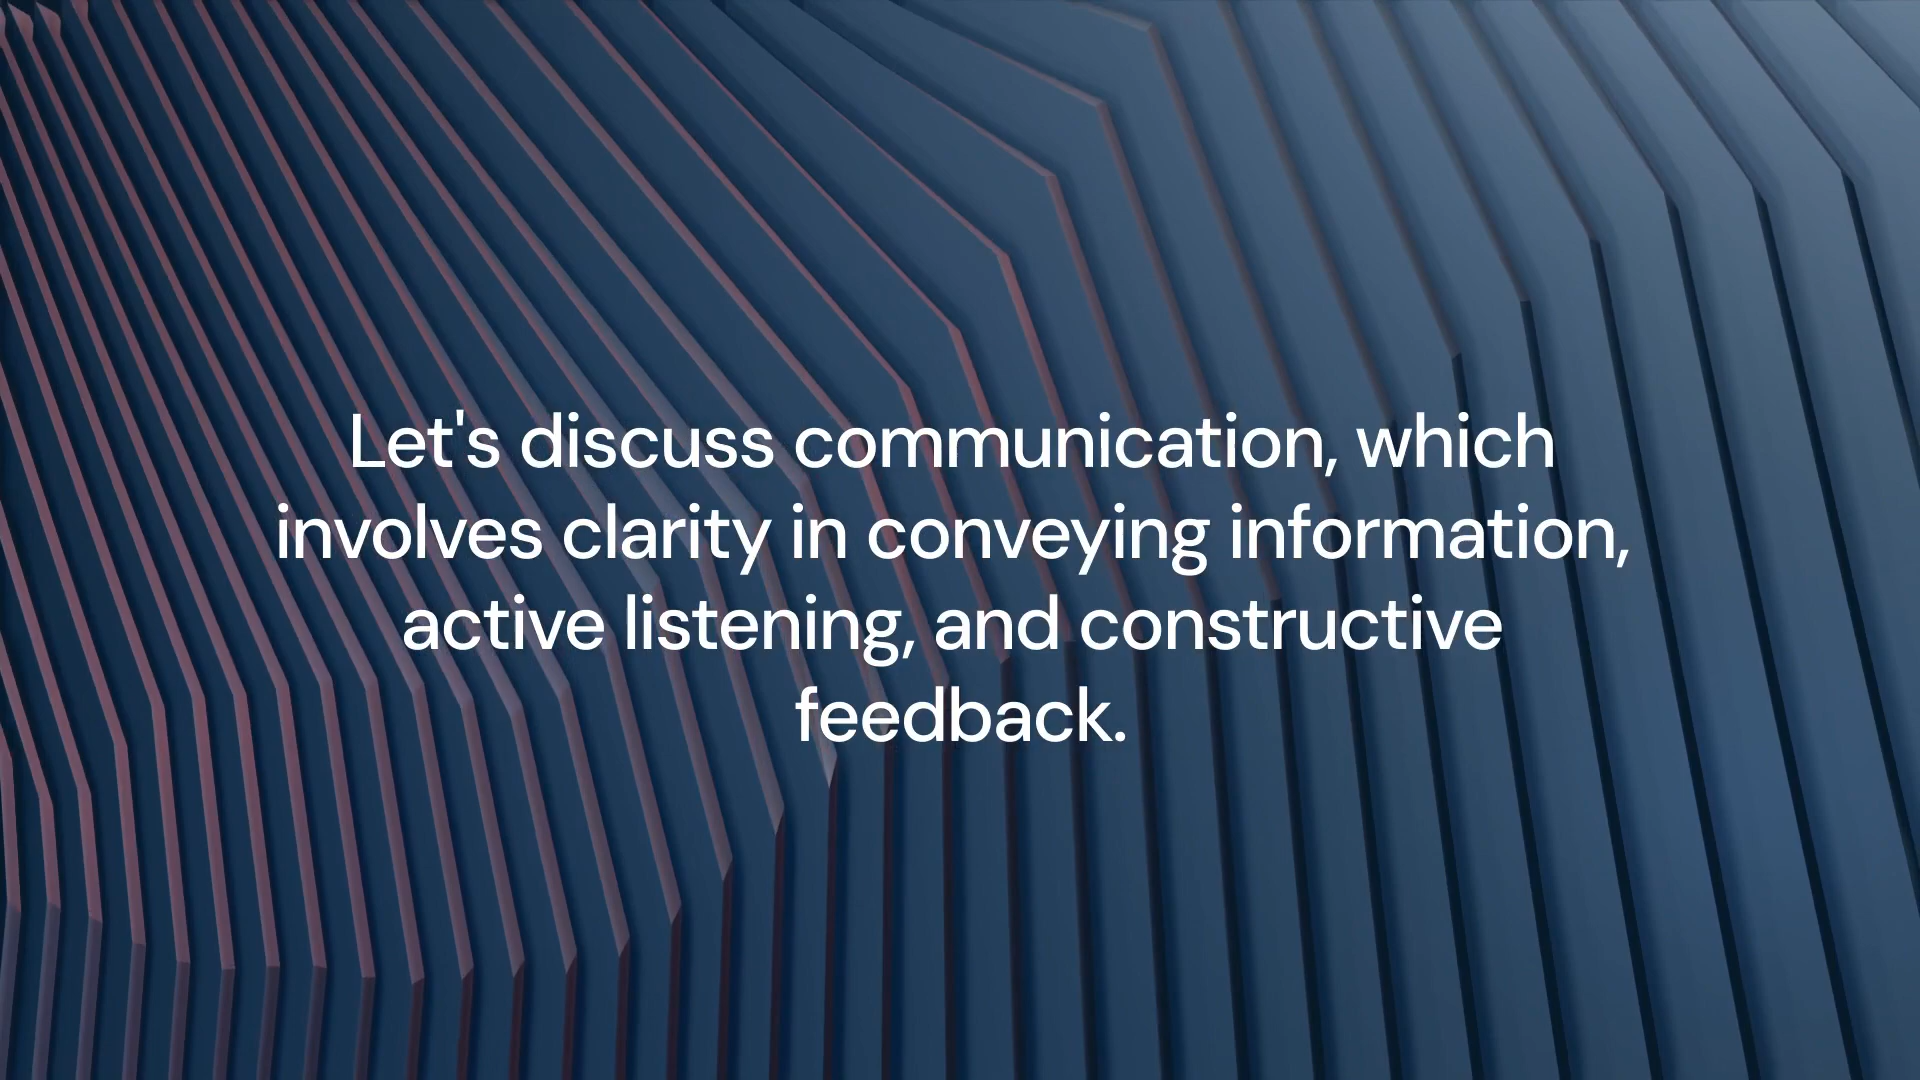 Let's discuss communication, which
involves clarity in conveying information,
active listening, and constructive
feedback.